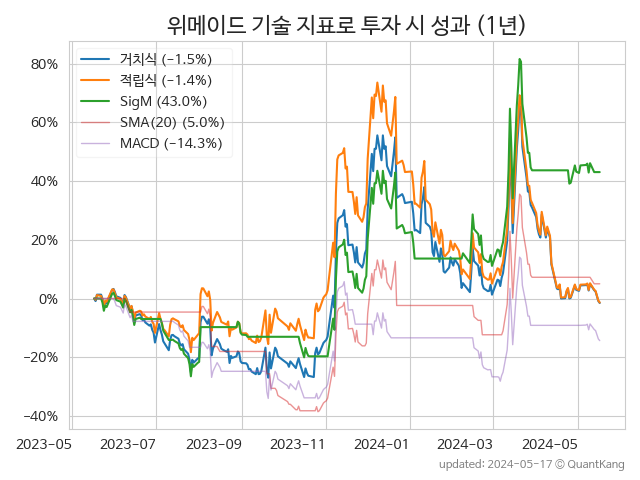 위메이드 기술 지표로 투자 시 성과 (1년)
거치식 (−1.5%)
적립식 (−1.4%)
SigM (43.0%)
SMA(20) (5.0%)
MACD (−14.3%)
80%
60%
40%
20%
0%
−20%
−40%
2023-05 2023-07 2023-09 2023-11 2024-01 2024-03 2024-05
updated: 2024-05-17 © QuantKang